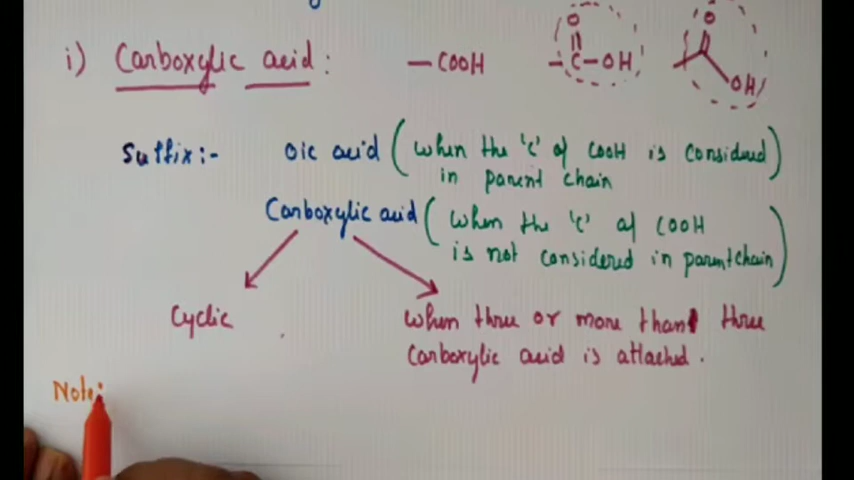 i) Carboxylic acid : —COOH O O
—C—OH OH
Suffix:- oic acid (when the 'c' of COOH is considered)
in parent chain
Carboxylic acid (when the 'c' of COOH
is not considered in parent chain)
Cyclic when three or more than three
Carboxylic acid is attached.
Note: